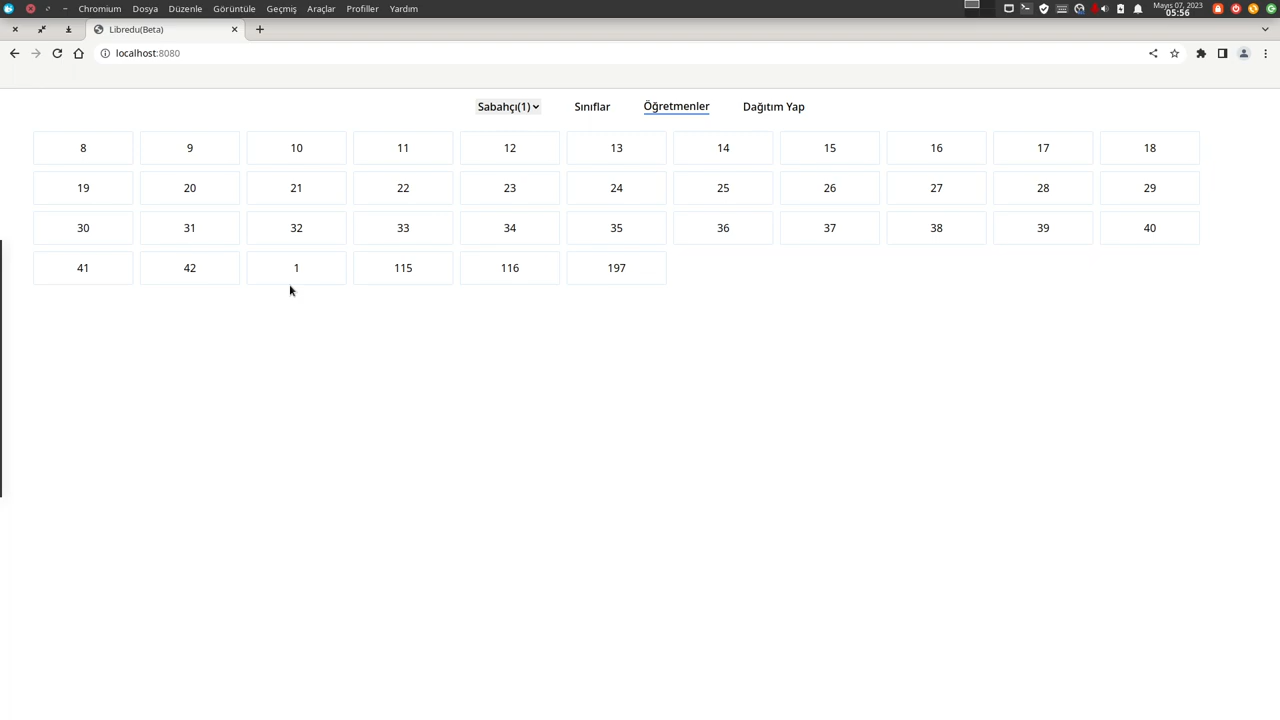 Chromium Dosya Düzenle Görüntüle Geçmiş Araçlar Profiller Yardım
Mayıs 07, 2023
05:56
Libredu(Beta)
localhost:8080
Sabahçı(1) Sınıflar Öğretmenler Dağıtım Yap
8 9 10 11 12 13 14 15 16 17 18
19 20 21 22 23 24 25 26 27 28 29
30 31 32 33 34 35 36 37 38 39 40
41 42 1 115 116 197